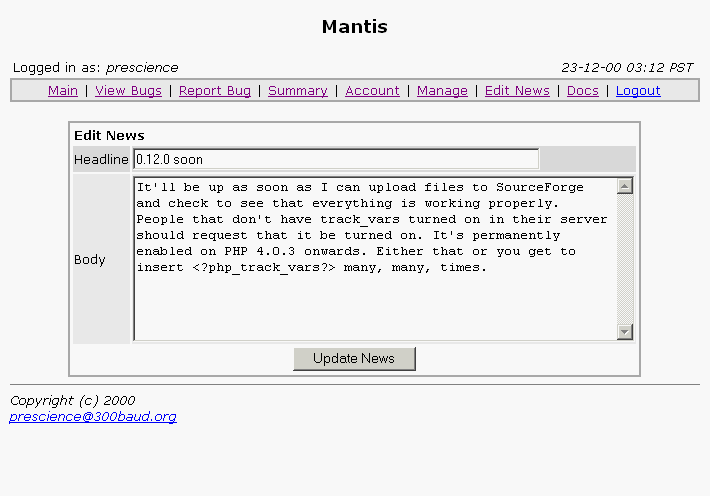 Mantis
Logged in as: prescience 23-12-00 03:12 PST
Main | View Bugs | Report Bug | Summary | Account | Manage | Edit News | Docs | Logout
Edit News
Headline 0.12.0 soon
Body
It'll be up as soon as I can upload files to SourceForge
and check to see that everything is working properly.
People that don't have track_vars turned on in their server
should request that it be turned on. It's permanently
enabled on PHP 4.0.3 onwards. Either that or you get to
insert <?php_track_vars?> many, many, times.
Update News
Copyright (c) 2000
prescience@300baud.org